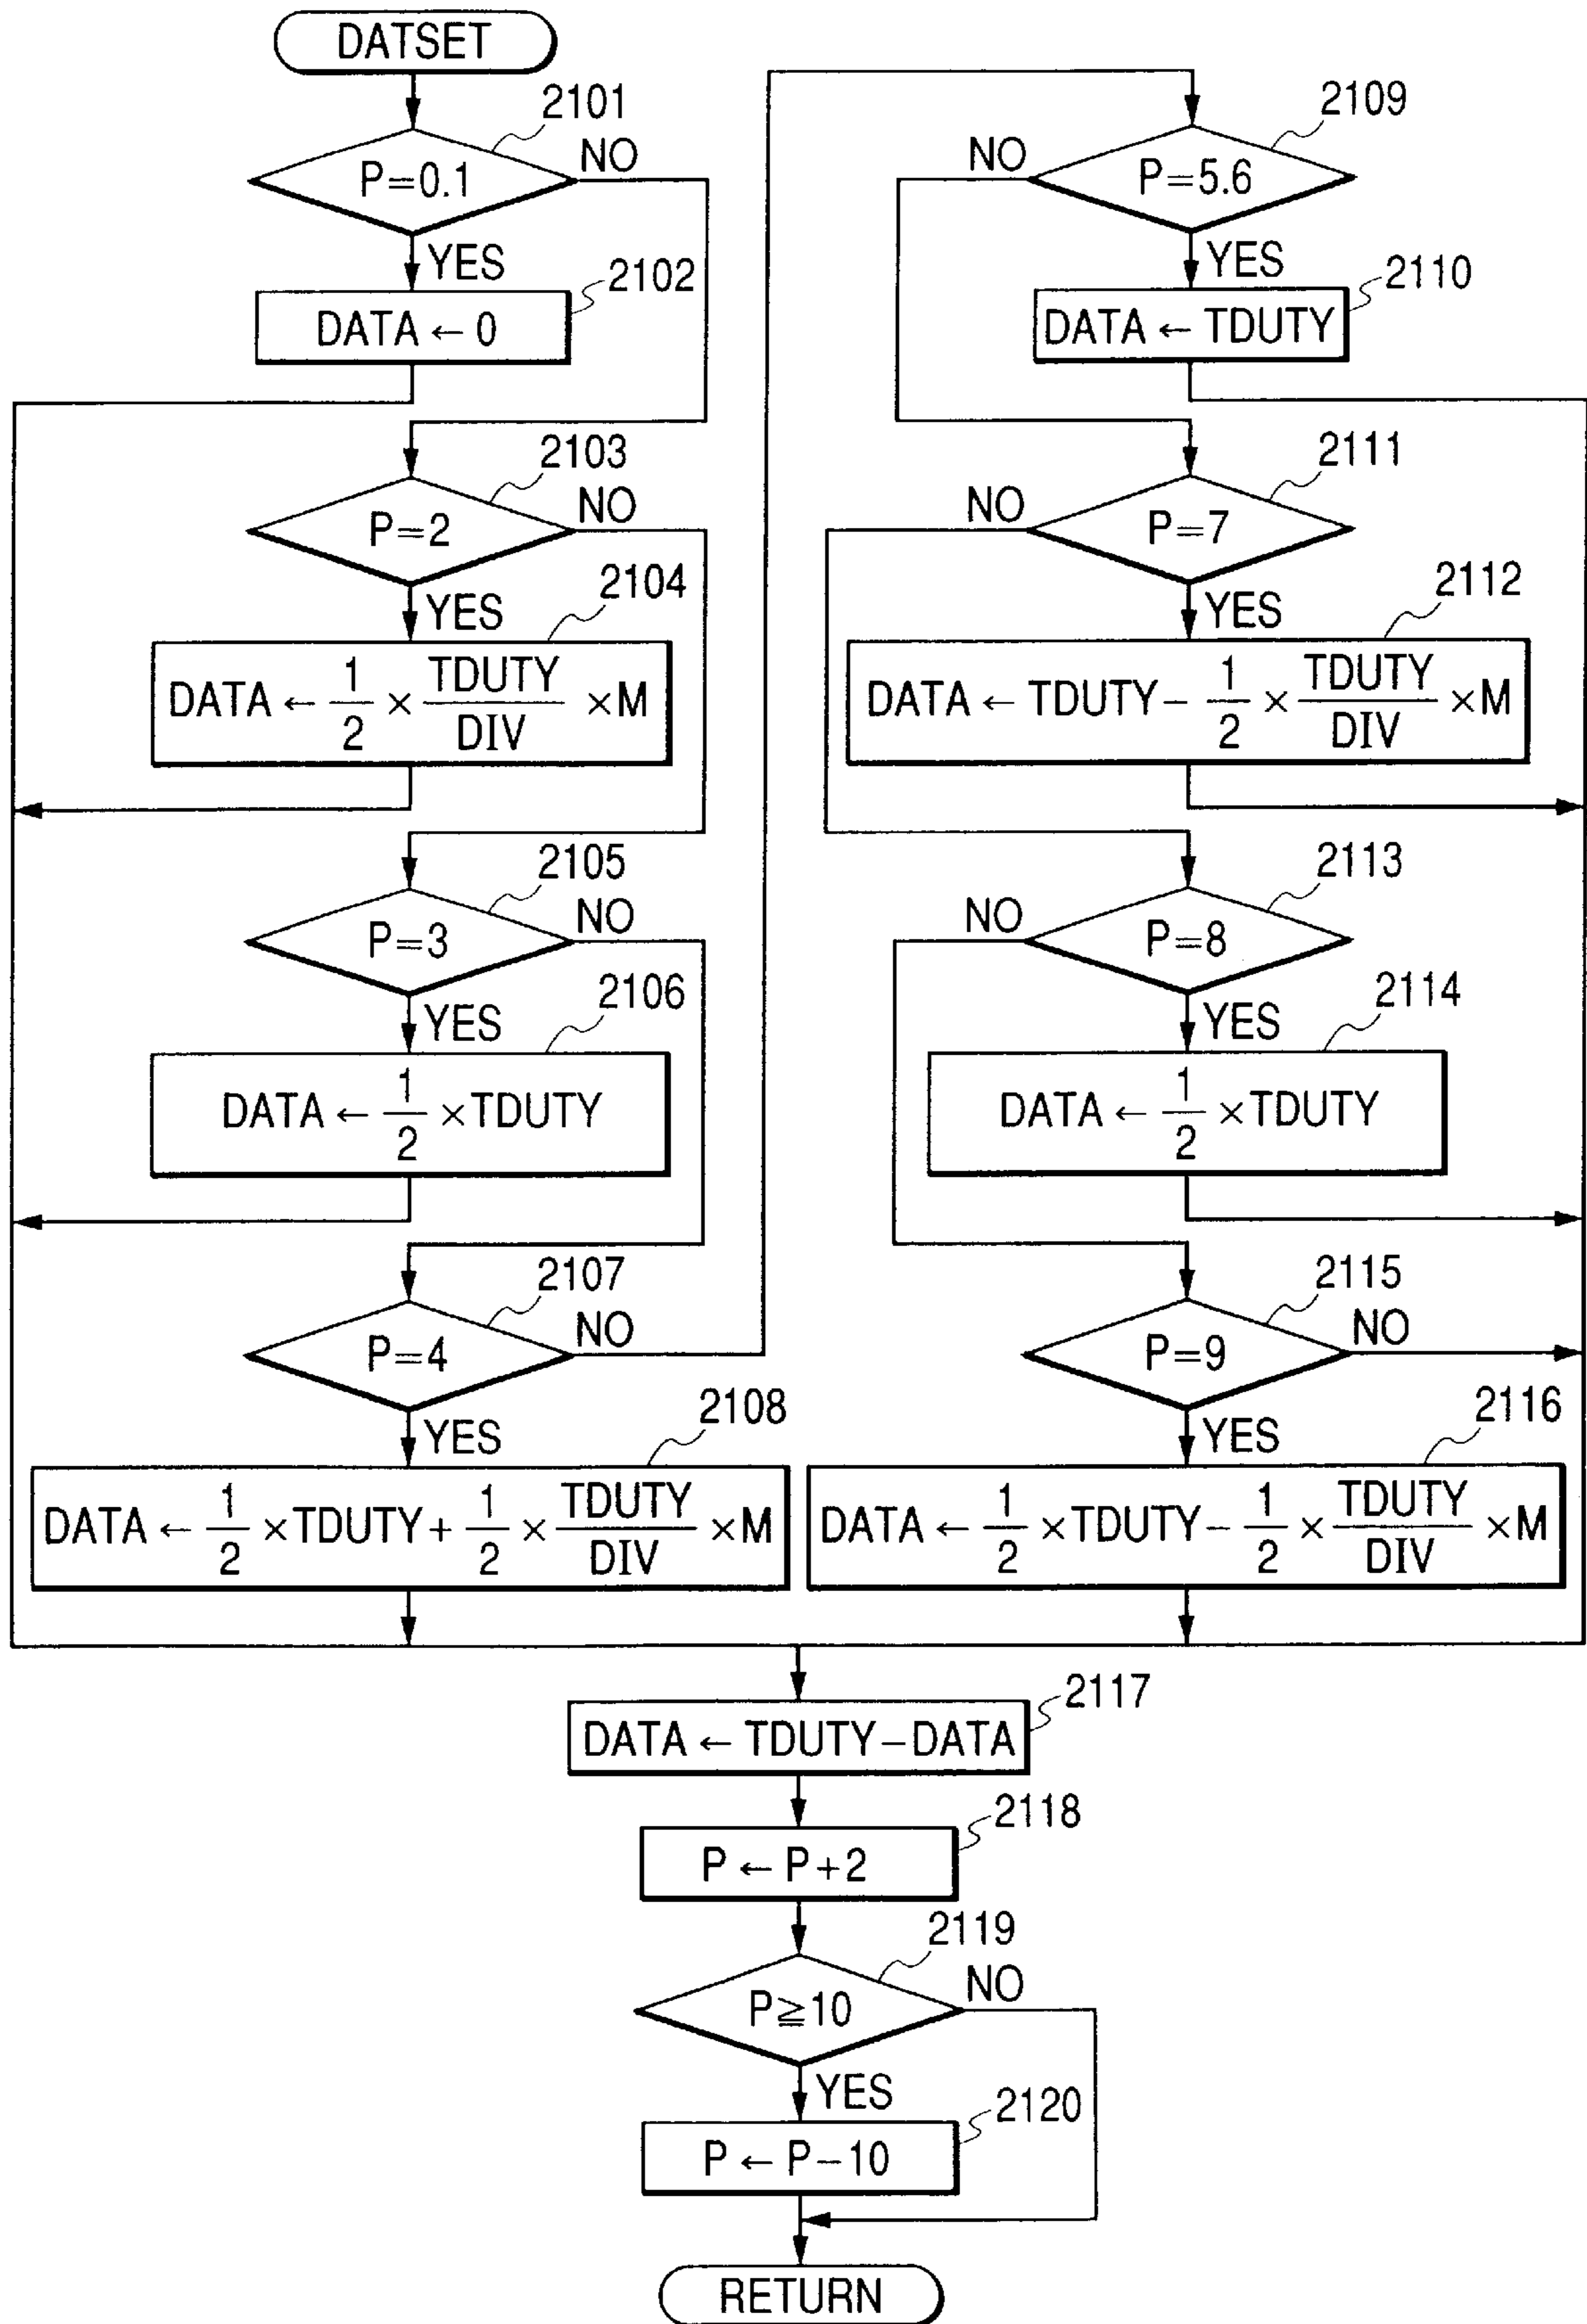 DATSET
2101
P=0.1
NO
YES
2102
DATA ← 0
2103
P=2
NO
YES
2104
DATA ← 1/2 × TDUTY/DIV × M
2105
P=3
NO
YES
2106
DATA ← 1/2 × TDUTY
2107
P=4
NO
YES
2108
DATA ← 1/2 × TDUTY + 1/2 × TDUTY/DIV × M
2109
P=5.6
NO
YES
2110
DATA ← TDUTY
2111
P=7
NO
YES
2112
DATA ← TDUTY − 1/2 × TDUTY/DIV × M
2113
P=8
NO
YES
2114
DATA ← 1/2 × TDUTY
2115
P=9
NO
YES
2116
DATA ← 1/2 × TDUTY − 1/2 × TDUTY/DIV × M
2117
DATA ← TDUTY − DATA
2118
P ← P+2
2119
P≧10
NO
YES
2120
P ← P−10
RETURN